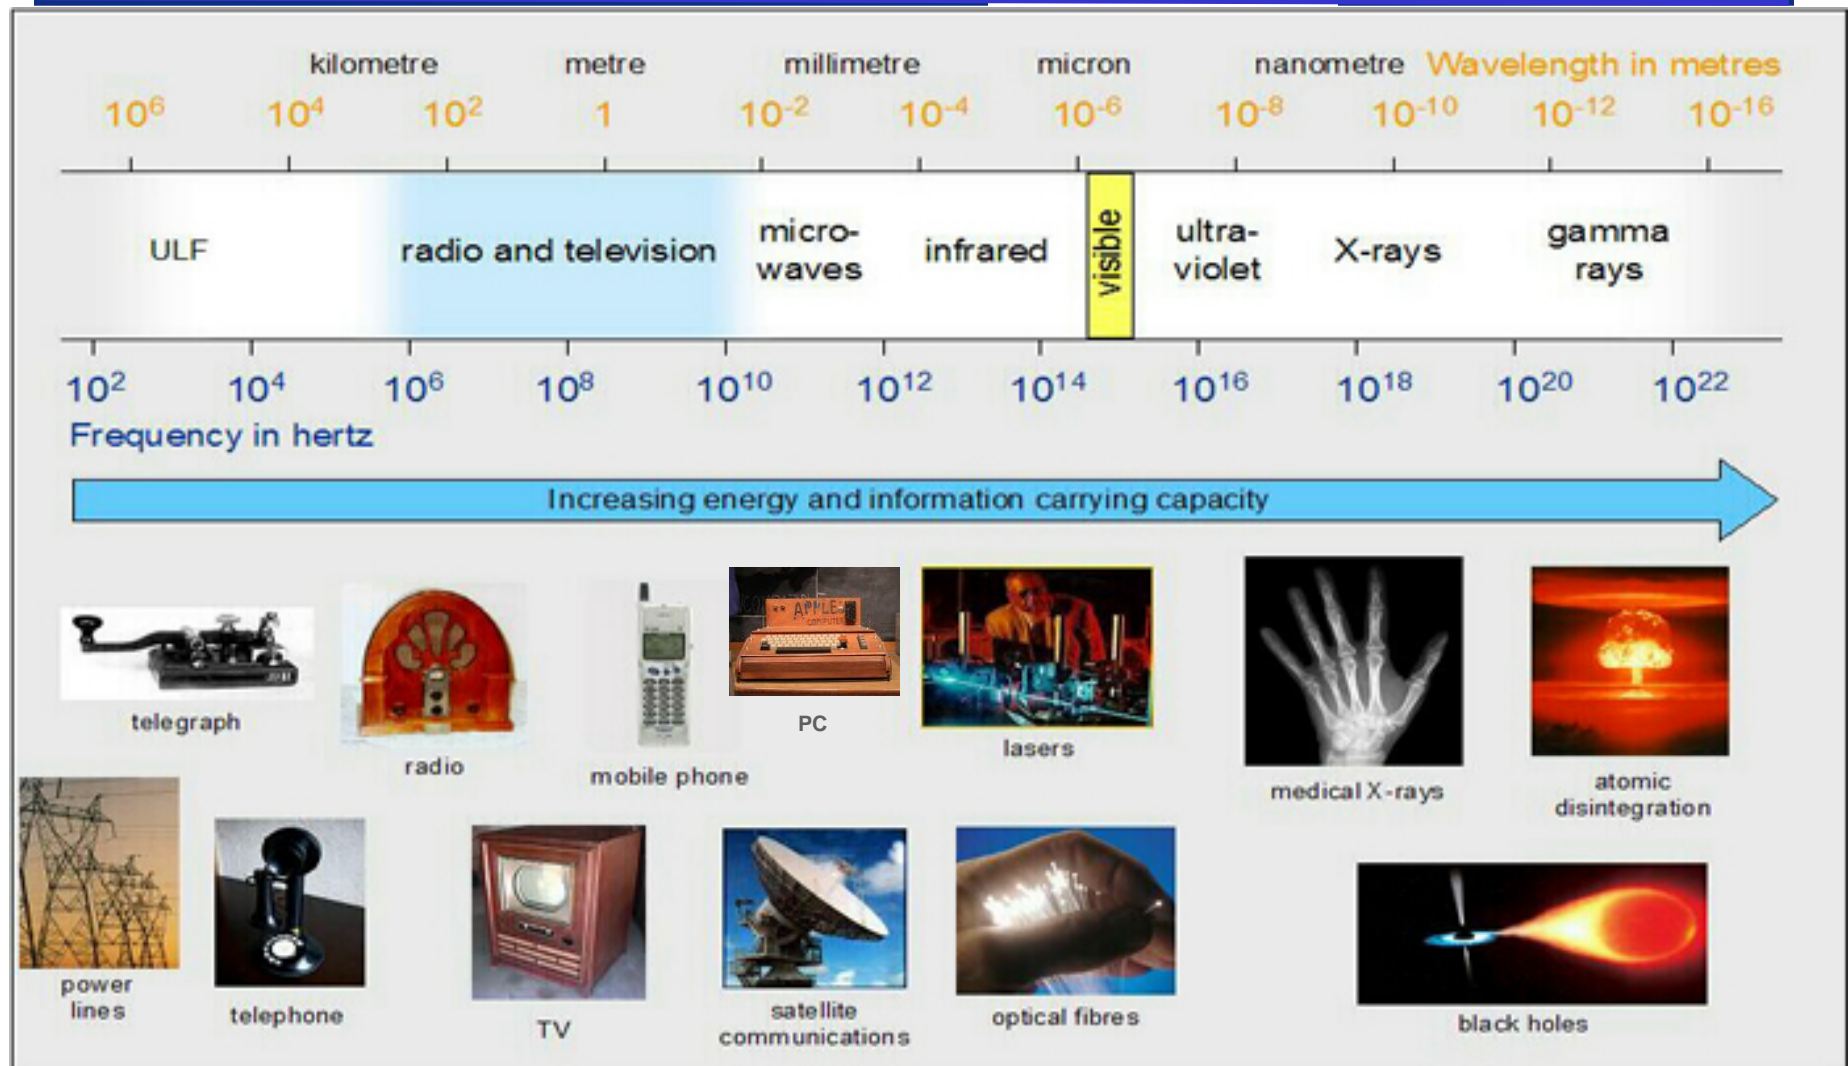 kilometre metre millimetre micron nanometre Wavelength in metres
10⁶ 10⁴ 10² 1 10⁻² 10⁻⁴ 10⁻⁶ 10⁻⁸ 10⁻¹⁰ 10⁻¹² 10⁻¹⁶
ULF
radio and television
micro-
waves
infrared
visible
ultra-
violet
X-rays
gamma
rays
10² 10⁴ 10⁶ 10⁸ 10¹⁰ 10¹² 10¹⁴ 10¹⁶ 10¹⁸ 10²⁰ 10²²
Frequency in hertz
Increasing energy and information carrying capacity
APPLE
COMPUTER
telegraph
radio
mobile phone
PC
lasers
medical X-rays
atomic
disintegration
power
lines
telephone
TV
satellite
communications
optical fibres
black holes